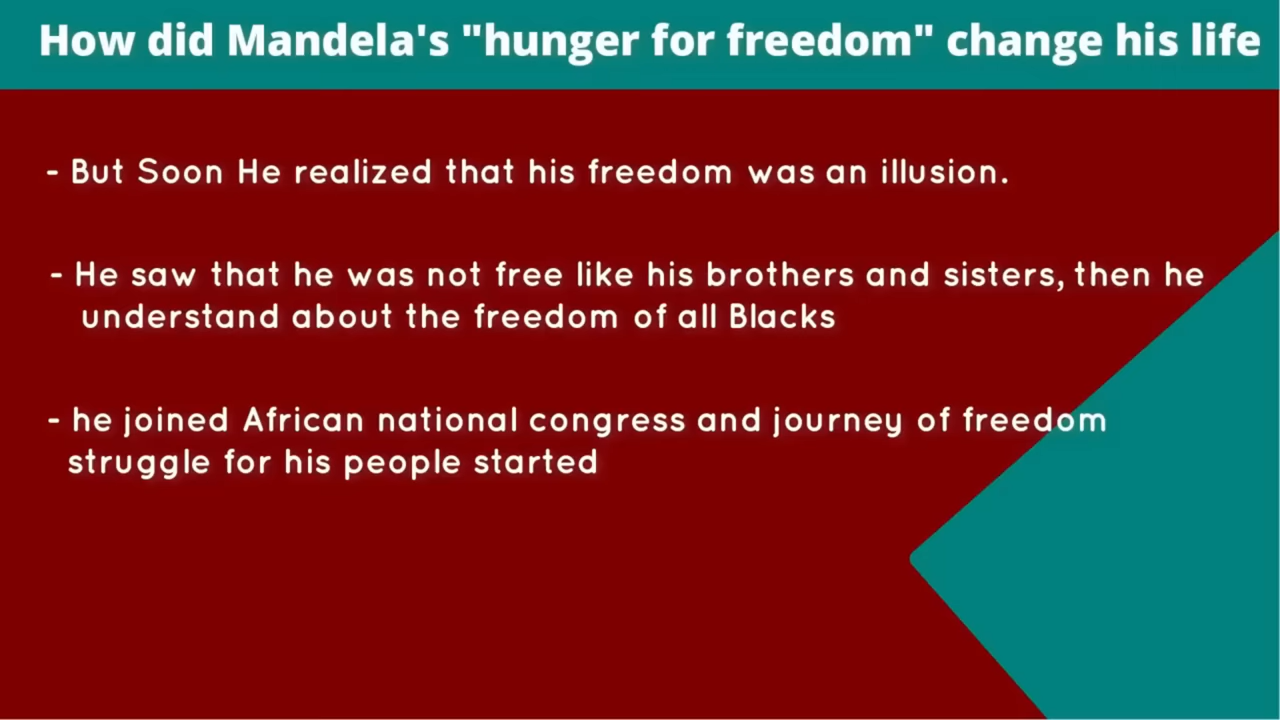 How did Mandela's "hunger for freedom" change his life
- But Soon He realized that his freedom was an illusion.
- He saw that he was not free like his brothers and sisters, then he
understand about the freedom of all Blacks
- he joined African national congress and journey of freedom
struggle for his people started